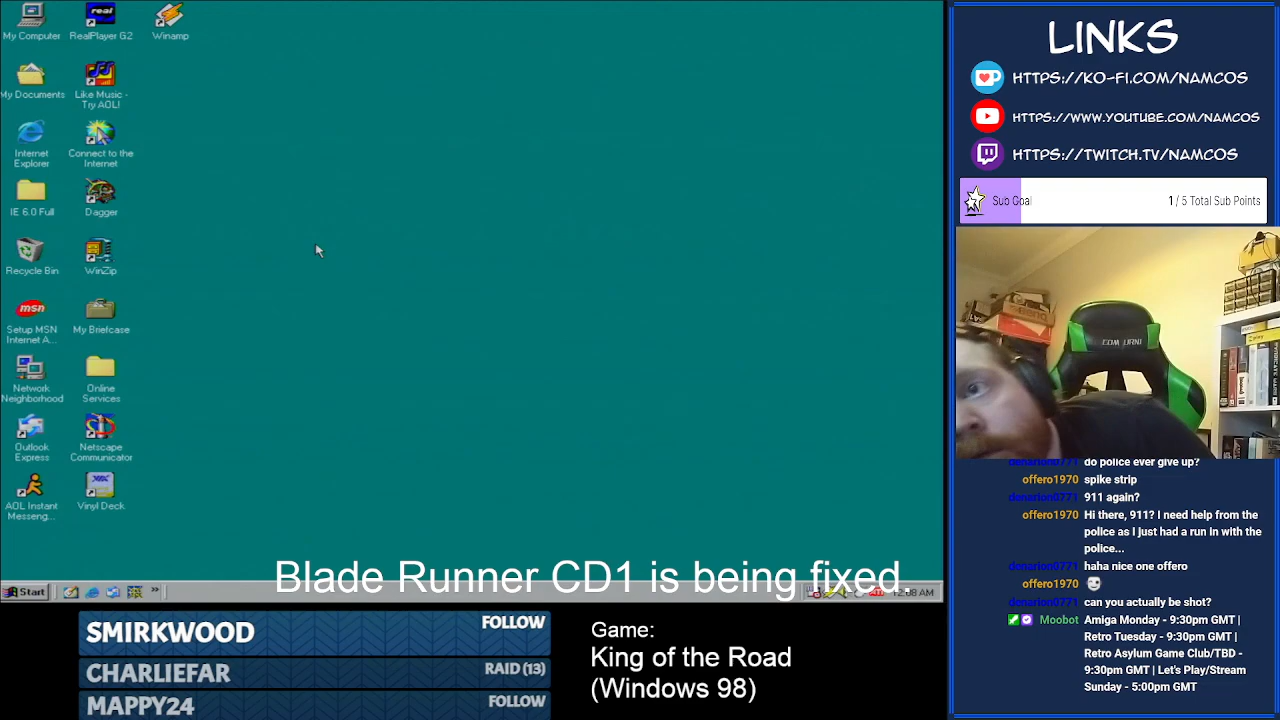 My Computer
RealPlayer G2
Winamp
My Documents
Like Music -
Try AOL!
Internet
Explorer
Connect to the
Internet
IE 6.0 Full
Dagger
Recycle Bin
WinZip
msn
Setup MSN
Internet A...
My Briefcase
Network
Neighborhood
Online
Services
Outlook
Express
Netscape
Communicator
AOL Instant
Messeng...
Vinyl Deck
Start
Blade Runner CD1 is being fixed.
SMIRKWOOD FOLLOW
CHARLIEFAR RAID (13)
MAPPY24 FOLLOW
Game:
King of the Road
(Windows 98)
LINKS
HTTPS://KO-FI.COM/NAMCOS
HTTPS://WWW.YOUTUBE.COM/NAMCOS
HTTPS://TWITCH.TV/NAMCOS
Sub Goal 1 / 5 Total Sub Points
denarion0771 do police ever give up?
offero1970 spike strip
denarion0771 911 again?
offero1970 Hi there, 911? I need help from the
police as I just had a run in with the
police...
denarion0771 haha nice one offero
offero1970
denarion0771 can you actually be shot?
Moobot Amiga Monday - 9:30pm GMT |
Retro Tuesday - 9:30pm GMT |
Retro Asylum Game Club/TBD -
9:30pm GMT | Let's Play/Stream
Sunday - 5:00pm GMT